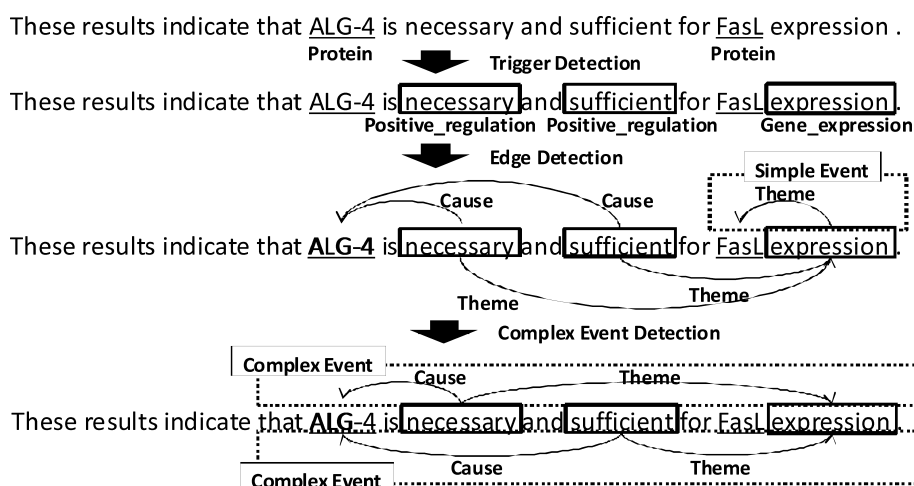 These results indicate that ALG-4 is necessary and sufficient for FasL expression .
Protein Protein
Trigger Detection
These results indicate that ALG-4 is necessary and sufficient for FasL expression .
Positive_regulation Positive_regulation Gene_expression
Edge Detection
Simple Event
Cause Cause Theme
These results indicate that ALG-4 is necessary and sufficient for FasL expression .
Theme Theme
Complex Event Detection
Complex Event
Cause Theme
These results indicate that ALG-4 is necessary and sufficient for FasL expression .
Cause Theme
Complex Event